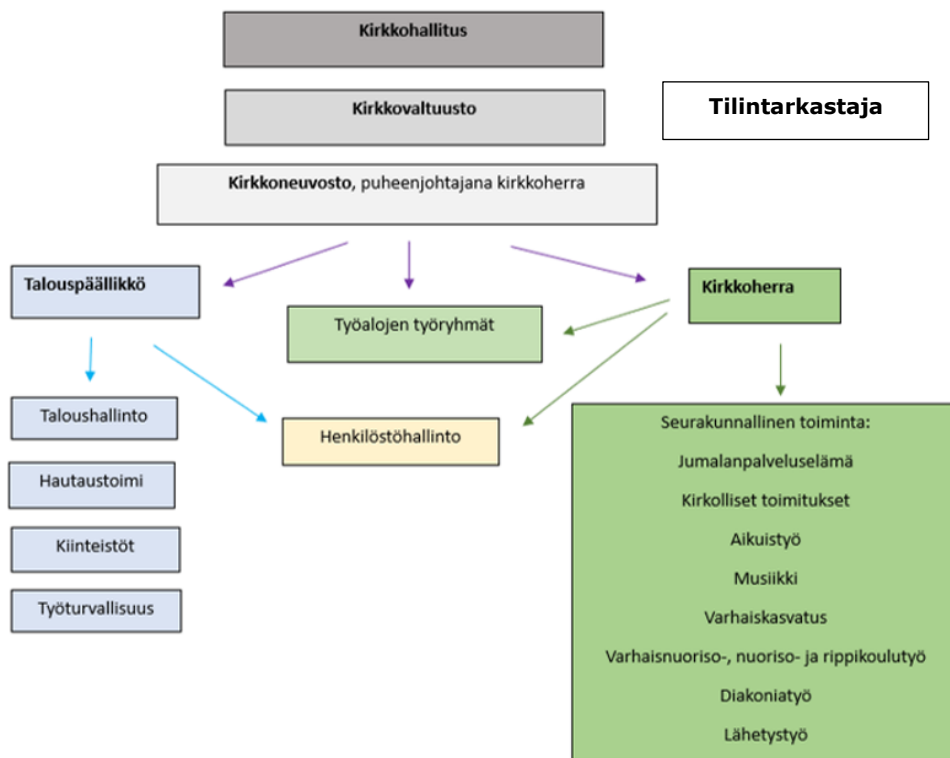 Kirkkohallitus
Kirkkovaltuusto
Tilintarkastaja
Kirkkoneuvosto, puheenjohtajana kirkkoherra
Talouspäällikkö
Kirkkoherra
Työalojen työryhmät
Taloushallinto
Henkilöstöhallinto
Hautaustoimi
Kiinteistöt
Työturvallisuus
Seurakunnallinen toiminta:
Jumalanpalveluselämä
Kirkolliset toimitukset
Aikuistyö
Musiikki
Varhaiskasvatus
Varhaisnuoriso-, nuoriso- ja rippikoulutyö
Diakoniatyö
Lähetystyö